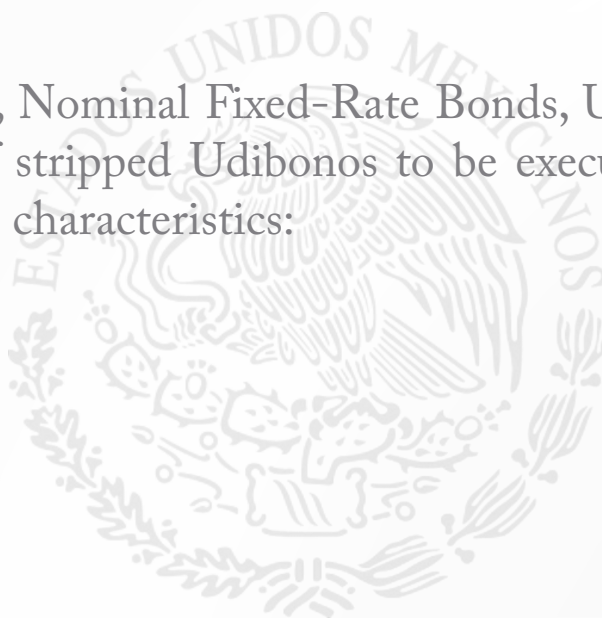 ESTADOS UNIDOS MEXICANOS
, Nominal Fixed-Rate Bonds, U
stripped Udibonos to be execu
characteristics: